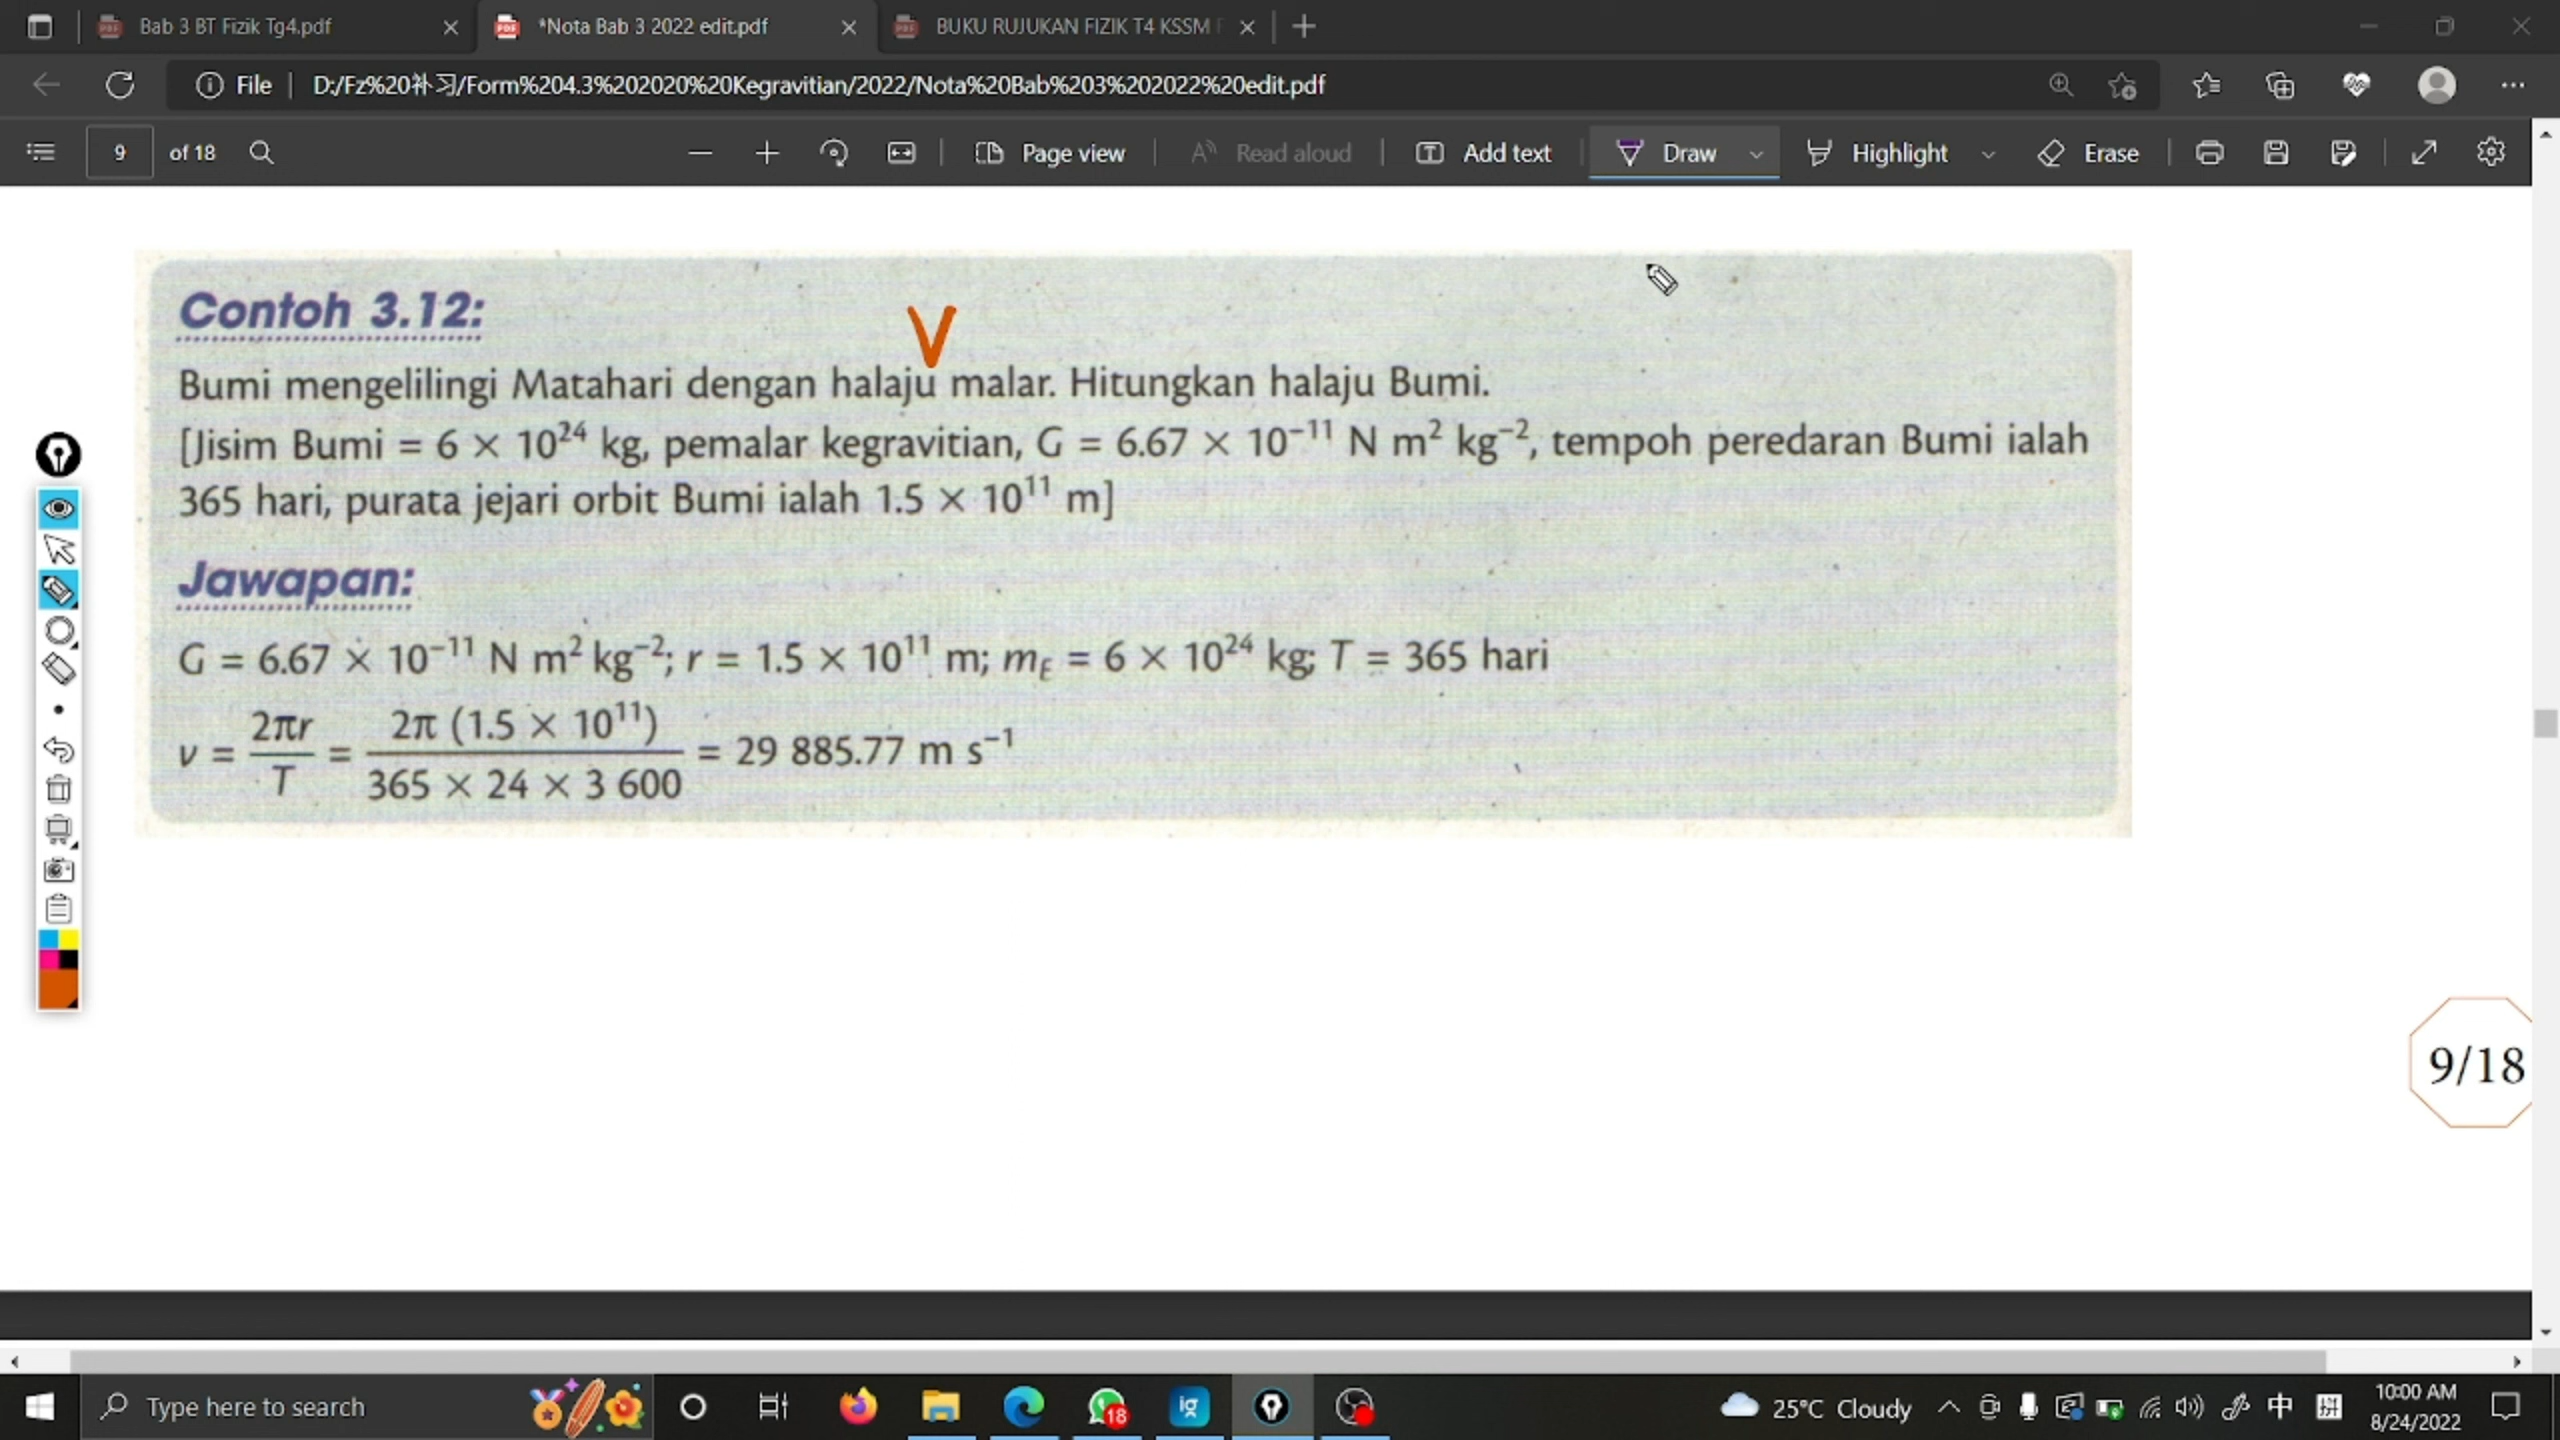 Bab 3 BT Fizik Tg4.pdf
*Nota Bab 3 2022 edit.pdf
BUKU RUJUKAN FIZIK T4 KSSM
File
D:/Fz%20补习/Form%204.3%202020%20Kegravitian/2022/Nota%20Bab%203%202022%20edit.pdf
9 of 18
Page view
Read aloud
Add text
Draw
Highlight
Erase
Contoh 3.12:
V
Bumi mengelilingi Matahari dengan halaju malar. Hitungkan halaju Bumi.
[Jisim Bumi = 6 × 10²⁴ kg, pemalar kegravitian, G = 6.67 × 10⁻¹¹ N m² kg⁻², tempoh peredaran Bumi ialah
365 hari, purata jejari orbit Bumi ialah 1.5 × 10¹¹ m]
Jawapan:
G = 6.67 × 10⁻¹¹ N m² kg⁻²; r = 1.5 × 10¹¹ m; m_E = 6 × 10²⁴ kg; T = 365 hari
v = 2πr / T = 2π (1.5 × 10¹¹) / 365 × 24 × 3 600 = 29 885.77 m s⁻¹
9/18
Type here to search
18
ig
25°C Cloudy
中
拼
10:00 AM
8/24/2022